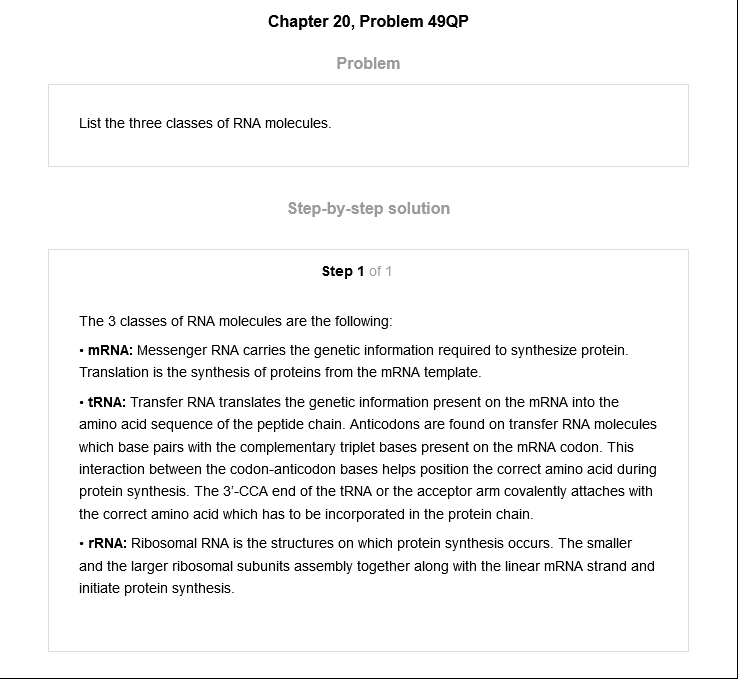 Chapter 20, Problem 49QP
Problem
List the three classes of RNA molecules.
Step-by-step solution
Step 1 of 1
The 3 classes of RNA molecules are the following:
• mRNA: Messenger RNA carries the genetic information required to synthesize protein.
Translation is the synthesis of proteins from the mRNA template.
• tRNA: Transfer RNA translates the genetic information present on the mRNA into the
amino acid sequence of the peptide chain. Anticodons are found on transfer RNA molecules
which base pairs with the complementary triplet bases present on the mRNA codon. This
interaction between the codon-anticodon bases helps position the correct amino acid during
protein synthesis. The 3’-CCA end of the tRNA or the acceptor arm covalently attaches with
the correct amino acid which has to be incorporated in the protein chain.
• rRNA: Ribosomal RNA is the structures on which protein synthesis occurs. The smaller
and the larger ribosomal subunits assembly together along with the linear mRNA strand and
initiate protein synthesis.